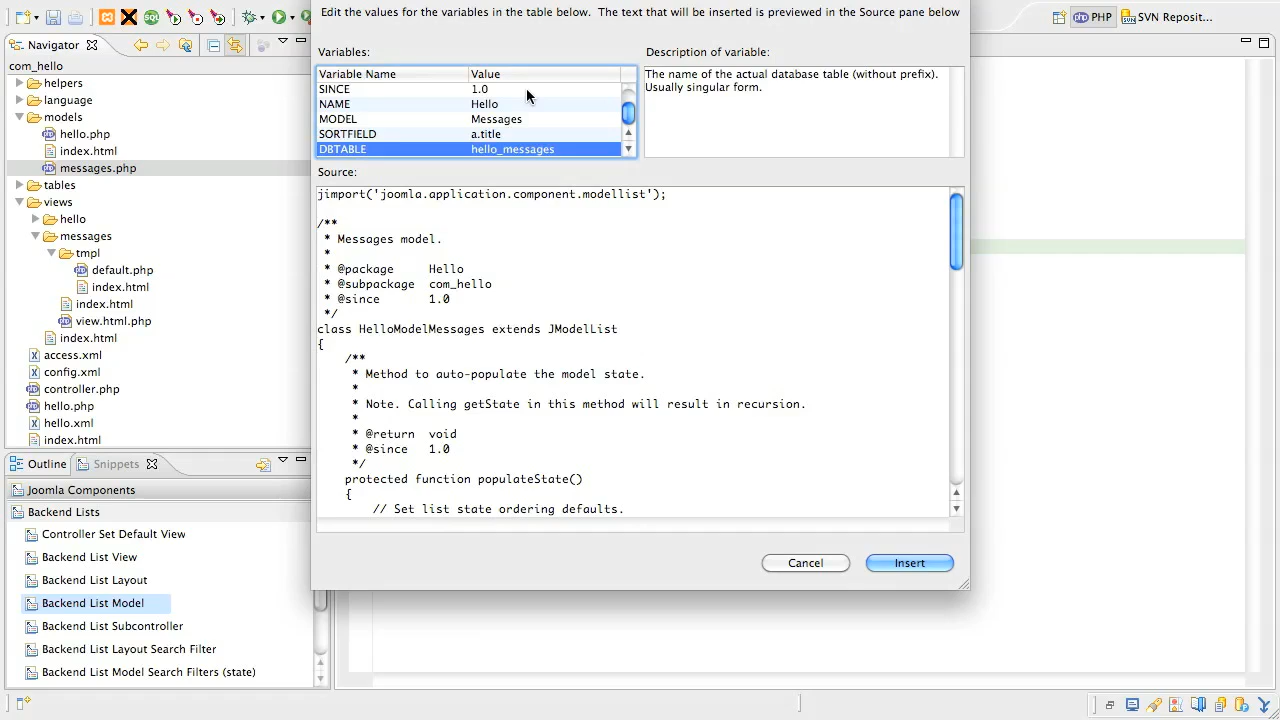 Edit the values for the variables in the table below.  The text that will be inserted is previewed in the Source pane below
SQL
PHP
SVN Reposit...
Navigator
com_hello
helpers
language
models
hello.php
index.html
messages.php
tables
views
hello
messages
tmpl
default.php
index.html
index.html
view.html.php
index.html
access.xml
config.xml
controller.php
hello.php
hello.xml
index.html
Variables:
Variable Name Value
SINCE 1.0
NAME Hello
MODEL Messages
SORTFIELD a.title
DBTABLE hello_messages
Description of variable:
The name of the actual database table (without prefix).
Usually singular form.
Source:
jimport('joomla.application.component.modellist');
/**
* Messages model.
*
* @package Hello
* @subpackage com_hello
* @since 1.0
*/
class HelloModelMessages extends JModelList
{
/**
* Method to auto-populate the model state.
*
* Note. Calling getState in this method will result in recursion.
*
* @return void
* @since 1.0
*/
protected function populateState()
{
// Set list state ordering defaults.
Cancel
Insert
Outline
Snippets
Joomla Components
Backend Lists
Controller Set Default View
Backend List View
Backend List Layout
Backend List Model
Backend List Subcontroller
Backend List Layout Search Filter
Backend List Model Search Filters (state)